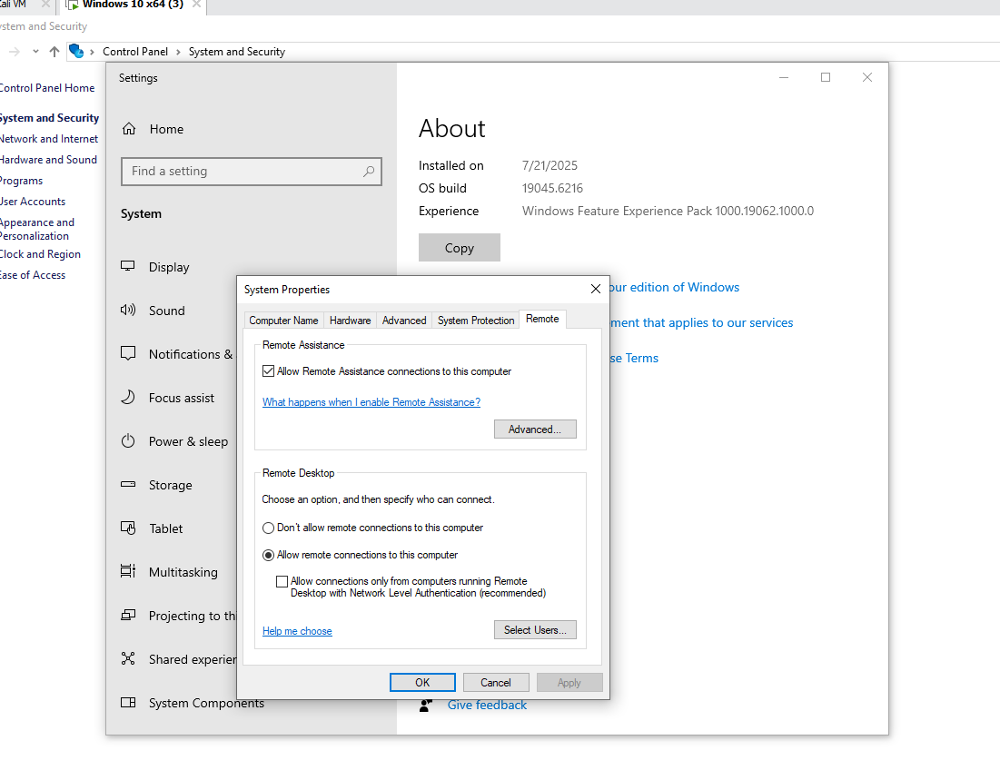 Kali VM
Windows 10 x64 (3)
System and Security
Control Panel
System and Security
Control Panel Home
System and Security
Network and Internet
Hardware and Sound
Programs
User Accounts
Appearance and
Personalization
Clock and Region
Ease of Access
Settings
Home
Find a setting
System
Display
Sound
Notifications &
Focus assist
Power & sleep
Storage
Tablet
Multitasking
Projecting to thi
Shared experien
System Components
About
Installed on 7/21/2025
OS build 19045.6216
Experience Windows Feature Experience Pack 1000.19062.1000.0
Copy
our edition of Windows
ment that applies to our services
se Terms
Give feedback
System Properties
Computer Name Hardware Advanced System Protection Remote
Remote Assistance
Allow Remote Assistance connections to this computer
What happens when I enable Remote Assistance?
Advanced...
Remote Desktop
Choose an option, and then specify who can connect.
Don't allow remote connections to this computer
Allow remote connections to this computer
Allow connections only from computers running Remote
Desktop with Network Level Authentication (recommended)
Help me choose
Select Users...
OK Cancel Apply